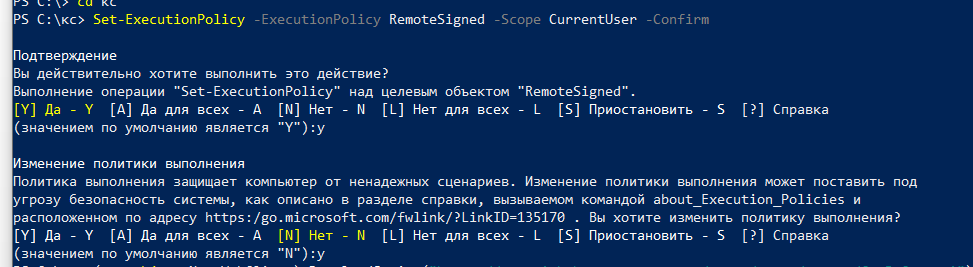 PS C:\> cd кс
PS C:\кс> Set-ExecutionPolicy -ExecutionPolicy RemoteSigned -Scope CurrentUser -Confirm
Подтверждение
Вы действительно хотите выполнить это действие?
Выполнение операции "Set-ExecutionPolicy" над целевым объектом "RemoteSigned".
[Y] Да - Y  [A] Да для всех - A  [N] Нет - N  [L] Нет для всех - L  [S] Приостановить - S  [?] Справка
(значением по умолчанию является "Y"):y
Изменение политики выполнения
Политика выполнения защищает компьютер от ненадежных сценариев. Изменение политики выполнения может поставить под
угрозу безопасность системы, как описано в разделе справки, вызываемом командой about_Execution_Policies и
расположенном по адресу https:/go.microsoft.com/fwlink/?LinkID=135170 . Вы хотите изменить политику выполнения?
[Y] Да - Y  [A] Да для всех - A  [N] Нет - N  [L] Нет для всех - L  [S] Приостановить - S  [?] Справка
(значением по умолчанию является "N"):y